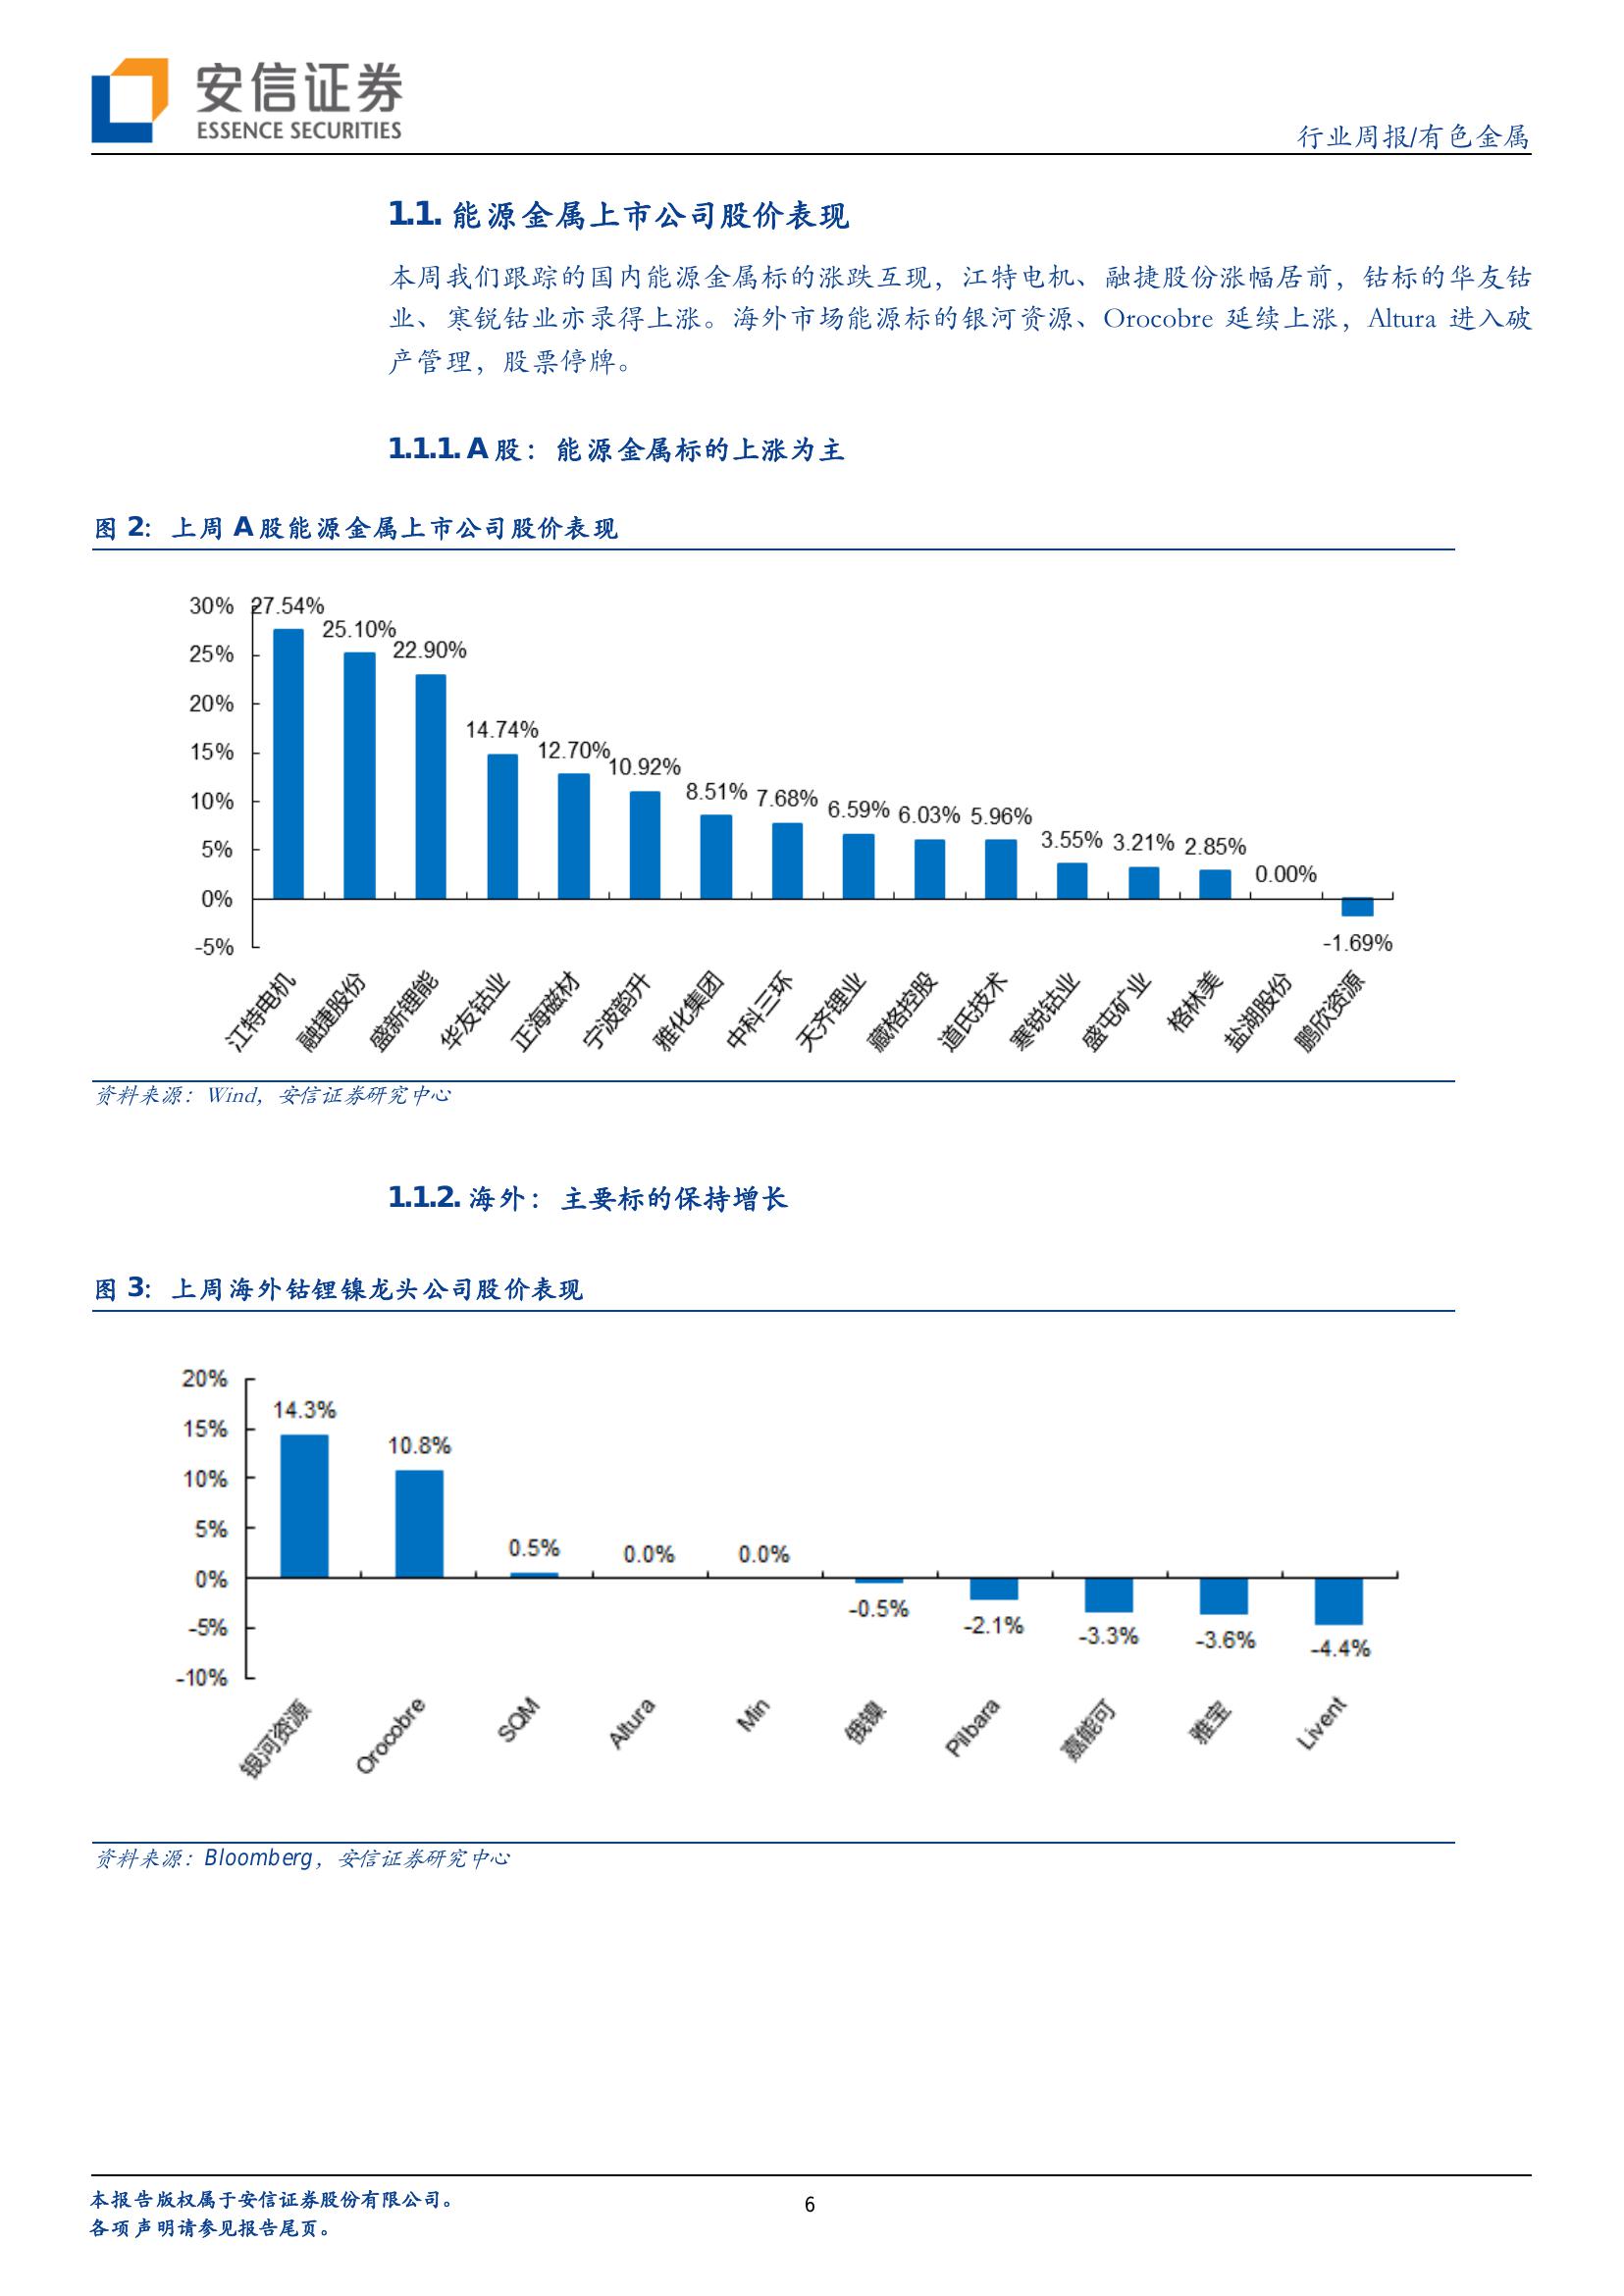 安信证券
ESSENCE SECURITIES
行业周报/有色金属
1.1. 能源金属上市公司股价表现
本周我们跟踪的国内能源金属标的涨跌互现，江特电机、融捷股份涨幅居前，钴标的华友钴
业、寒锐钴业亦录得上涨。海外市场能源标的银河资源、Orocobre 延续上涨，Altura 进入破
产管理，股票停牌。
1.1.1. A 股：能源金属标的上涨为主
图 2：上周 A 股能源金属上市公司股价表现
30%
25%
20%
15%
10%
5%
0%
-5%
27.54%
25.10%
22.90%
14.74%
12.70%
10.92%
8.51%
7.68%
6.59%
6.03%
5.96%
3.55%
3.21%
2.85%
0.00%
-1.69%
江特电机
融捷股份
盛新锂能
华友钴业
正海磁材
宁波韵升
雅化集团
中科三环
天齐锂业
藏格控股
道氏技术
寒锐钴业
盛屯矿业
格林美
盐湖股份
鹏欣资源
资料来源：Wind，安信证券研究中心
1.1.2. 海外：主要标的保持增长
图 3：上周海外钴锂镍龙头公司股价表现
20%
15%
10%
5%
0%
-5%
-10%
14.3%
10.8%
0.5%
0.0%
0.0%
-0.5%
-2.1%
-3.3%
-3.6%
-4.4%
银河资源
Orocobre
SQM
Altura
Min
俄镍
Pilbara
嘉能可
雅宝
Livent
资料来源：Bloomberg，安信证券研究中心
本报告版权属于安信证券股份有限公司。
各项声明请参见报告尾页。
6